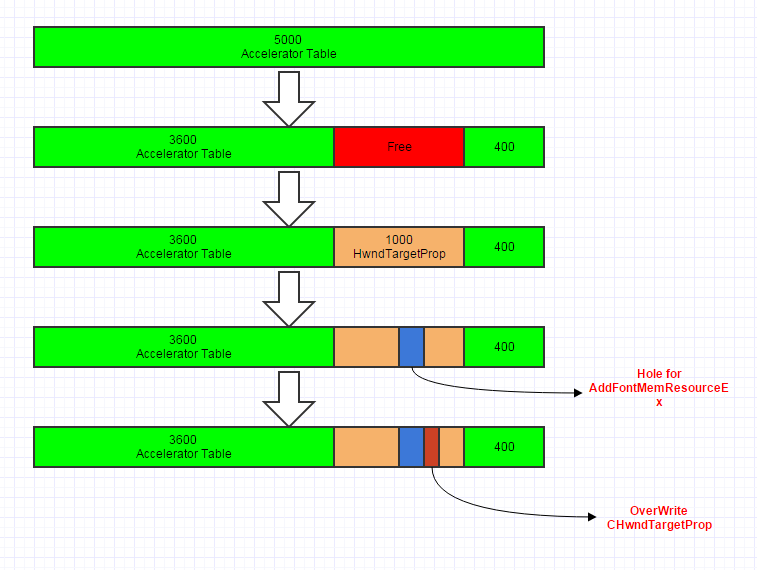 5000
Accelerator Table
3600
Accelerator Table
Free
400
3600
Accelerator Table
1000
HwndTargetProp
400
3600
Accelerator Table
400
Hole for
AddFontMemResourceE
x
3600
Accelerator Table
400
OverWrite
CHwndTargetProp